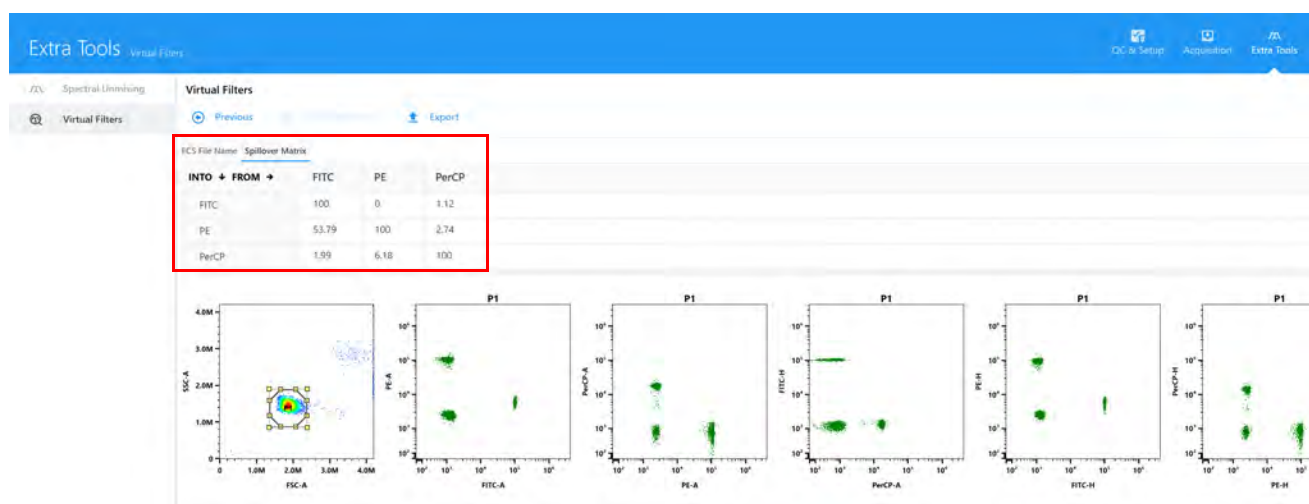 Extra Tools Virtual Filters
QC & Setup Acquisition Extra Tools
Spectral Unmixing
Virtual Filters
Virtual Filters
Previous Export
FCS File Name Spillover Matrix
INTO ↓ FROM → FITC PE PerCP
FITC 100 0 1.12
PE 53.79 100 2.74
PerCP 1.99 6.18 100
4.0M
3.0M
2.0M
1.0M
0
SSC-A
0 1.0M 2.0M 3.0M 4.0M
FSC-A
P1
PE-A
FITC-A
P1
PerCP-A
PE-A
P1
FITC-H
PerCP-A
P1
PE-H
FITC-H
P1
PerCP-H
PE-H